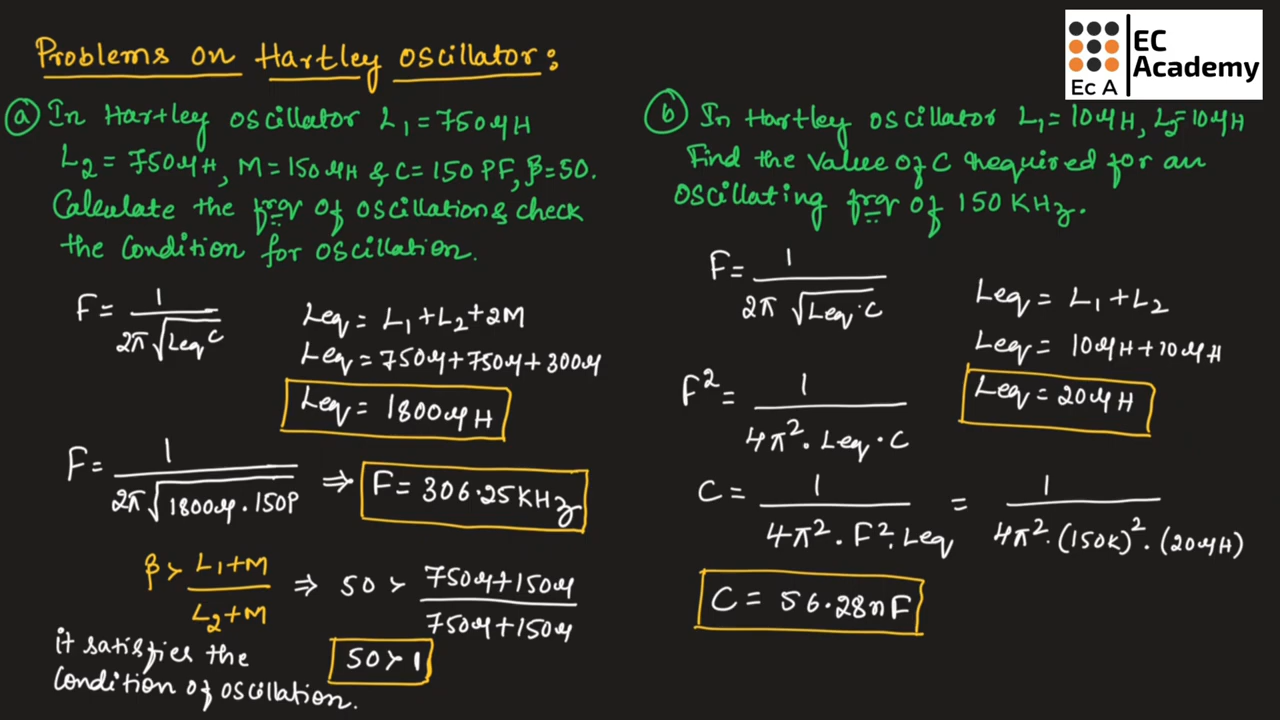 Problems on Hartley oscillator:
EC Academy
Ec A
(a) In Hartley oscillator L₁ = 750μH
L₂ = 750μH, M = 150μH & C = 150 PF, β = 50.
Calculate the frqr of oscillation & check
the Condition for oscillation.
F = 1 / 2π√(Leq C)
Leq = L₁ + L₂ + 2M
Leq = 750μ + 750μ + 300μ
Leq = 1800μH
F = 1 / 2π√(1800μ · 150P) ⇒ F = 306.25 KHz
β > (L₁ + M) / (L₂ + M) ⇒ 50 > (750μ + 150μ) / (750μ + 150μ)
50 > 1
it satisfies the
Condition of oscillation.
(b) In Hartley oscillator L₁ = 10μH, L₂ = 10μH
Find the value of C required for an
oscillating frqr of 150 KHz.
F = 1 / 2π√(Leq · C)
Leq = L₁ + L₂
Leq = 10μH + 10μH
Leq = 20μH
F² = 1 / 4π² · Leq · C
C = 1 / 4π² · F² · Leq = 1 / 4π² · (150K)² · (20μH)
C = 56.28nF